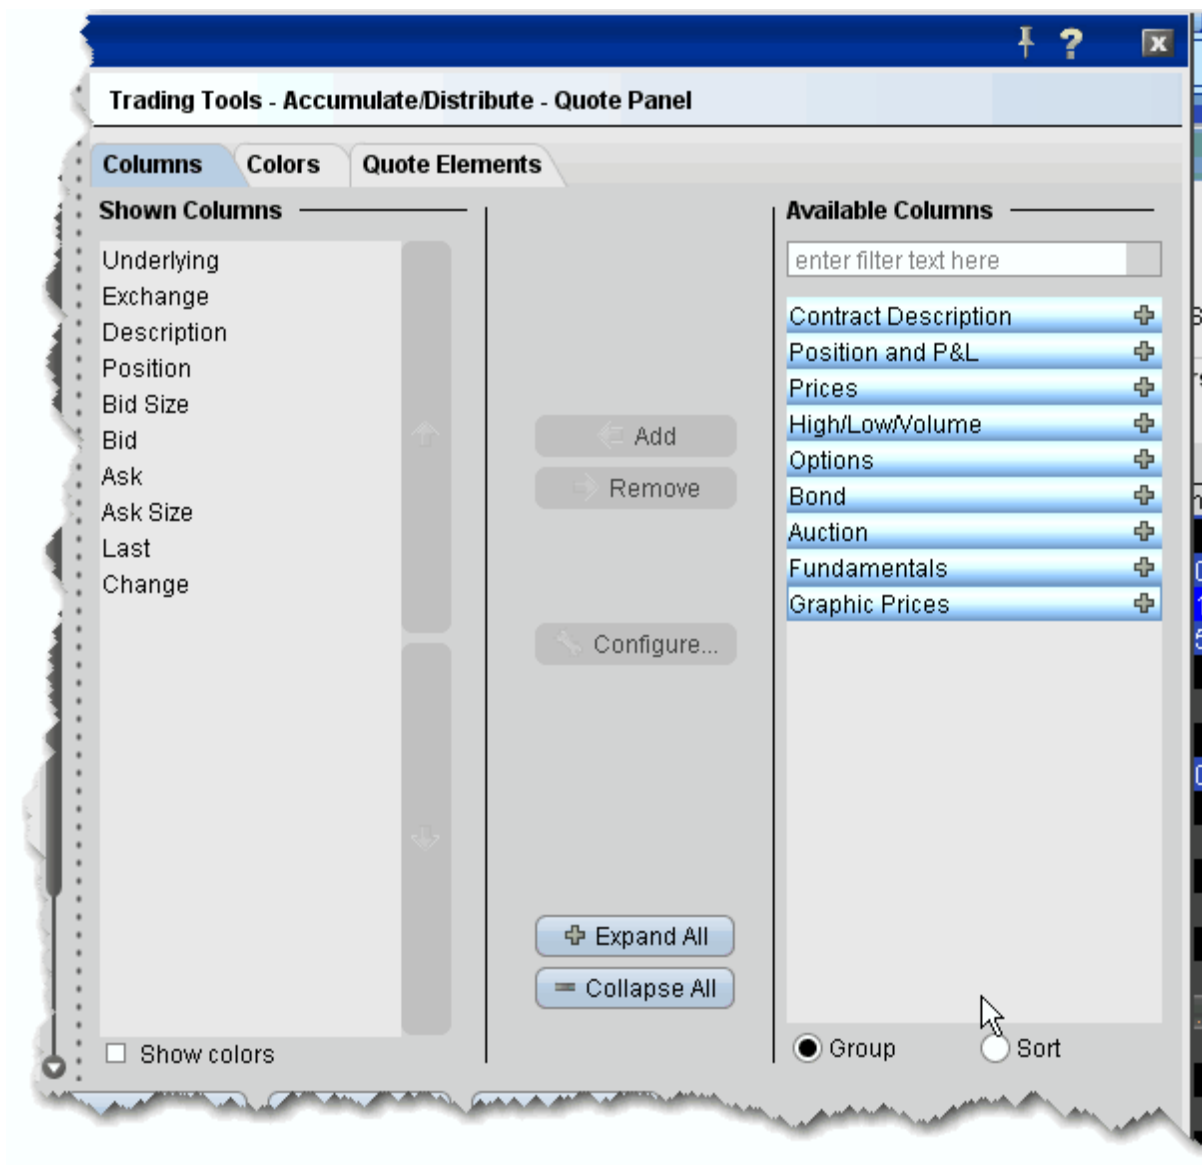 ?
x
Trading Tools - Accumulate/Distribute - Quote Panel
Columns
Colors
Quote Elements
Shown Columns
Underlying
Exchange
Description
Position
Bid Size
Bid
Ask
Ask Size
Last
Change
Show colors
Add
Remove
Configure...
Expand All
Collapse All
Available Columns
enter filter text here
Contract Description
Position and P&L
Prices
High/Low/Volume
Options
Bond
Auction
Fundamentals
Graphic Prices
Group
Sort